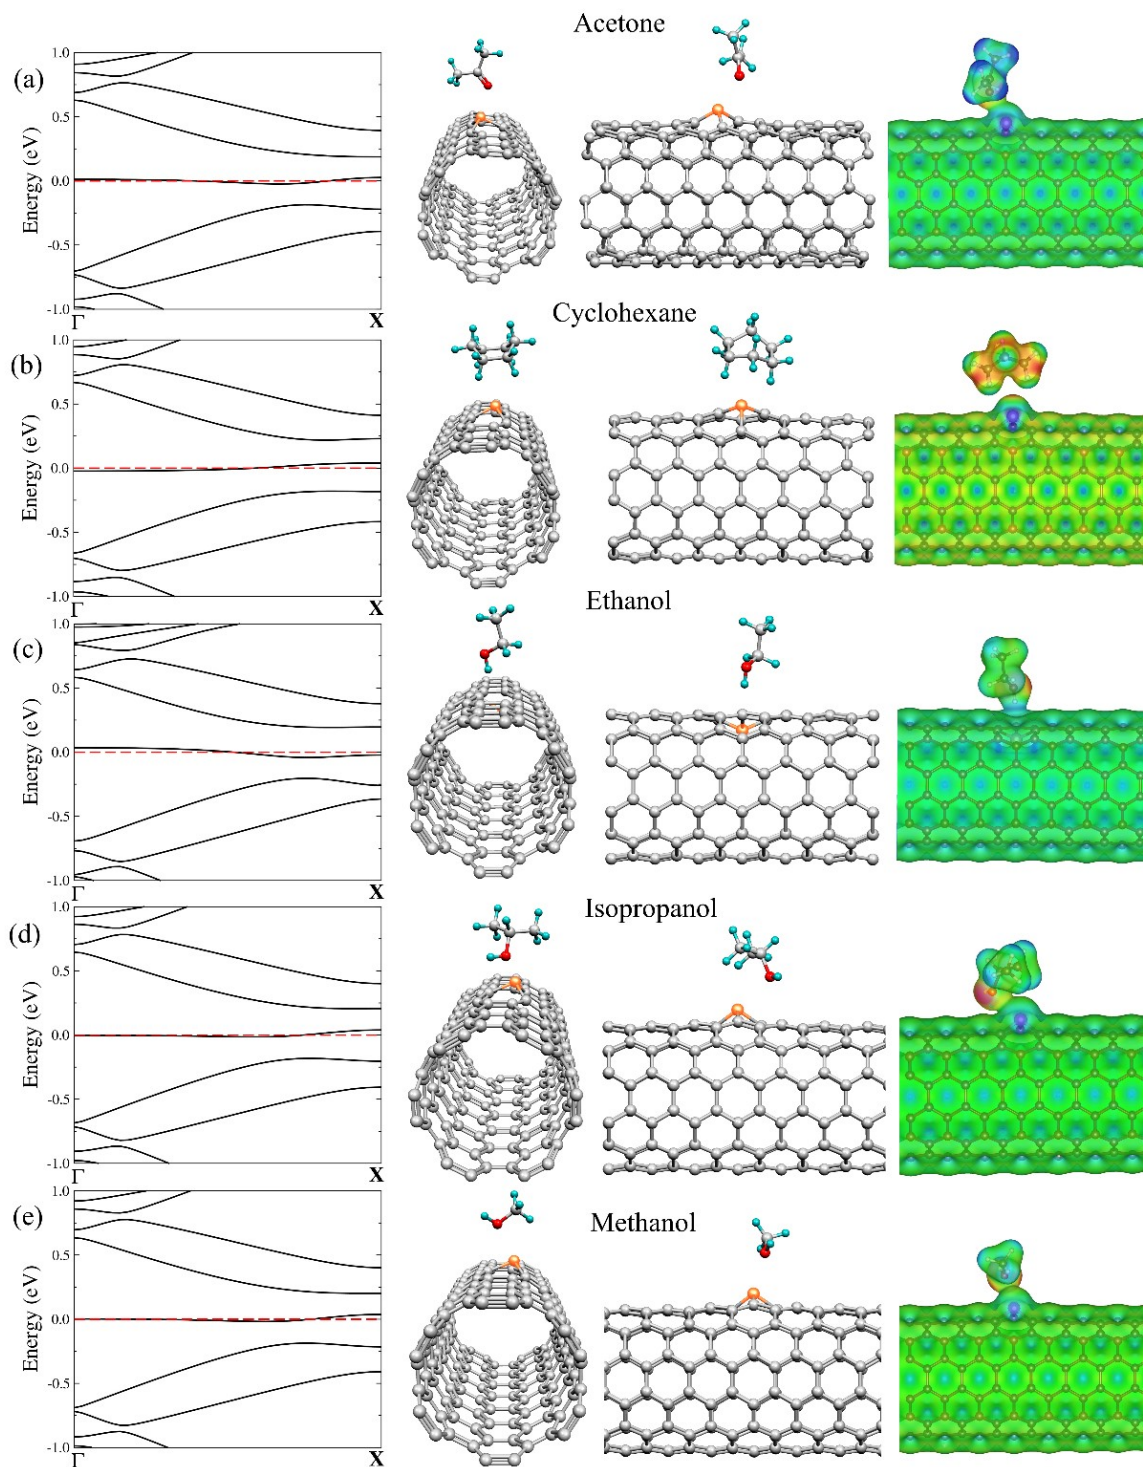 Acetone
(a)
Energy (eV)
1.0
0.5
0.0
-0.5
-1.0
Γ X
Cyclohexane
(b)
Energy (eV)
1.0
0.5
0.0
-0.5
-1.0
Γ X
Ethanol
(c)
Energy (eV)
1.0
0.5
0.0
-0.5
-1.0
Γ X
Isopropanol
(d)
Energy (eV)
1.0
0.5
0.0
-0.5
-1.0
Γ X
Methanol
(e)
Energy (eV)
1.0
0.5
0.0
-0.5
-1.0
Γ X